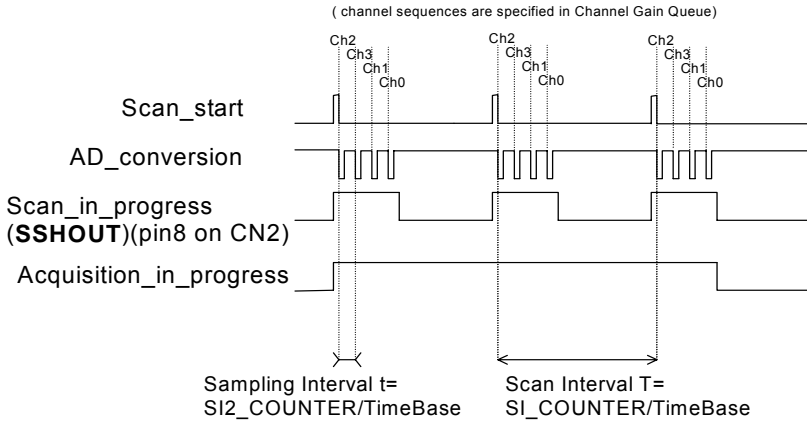 ( channel sequences are specified in Channel Gain Queue)
Ch2 Ch2 Ch2
Ch3 Ch3 Ch3
Ch1 Ch1 Ch1
Ch0 Ch0 Ch0
Scan_start
AD_conversion
Scan_in_progress
(SSHOUT)(pin8 on CN2)
Acquisition_in_progress
Sampling Interval t=
SI2_COUNTER/TimeBase
Scan Interval T=
SI_COUNTER/TimeBase